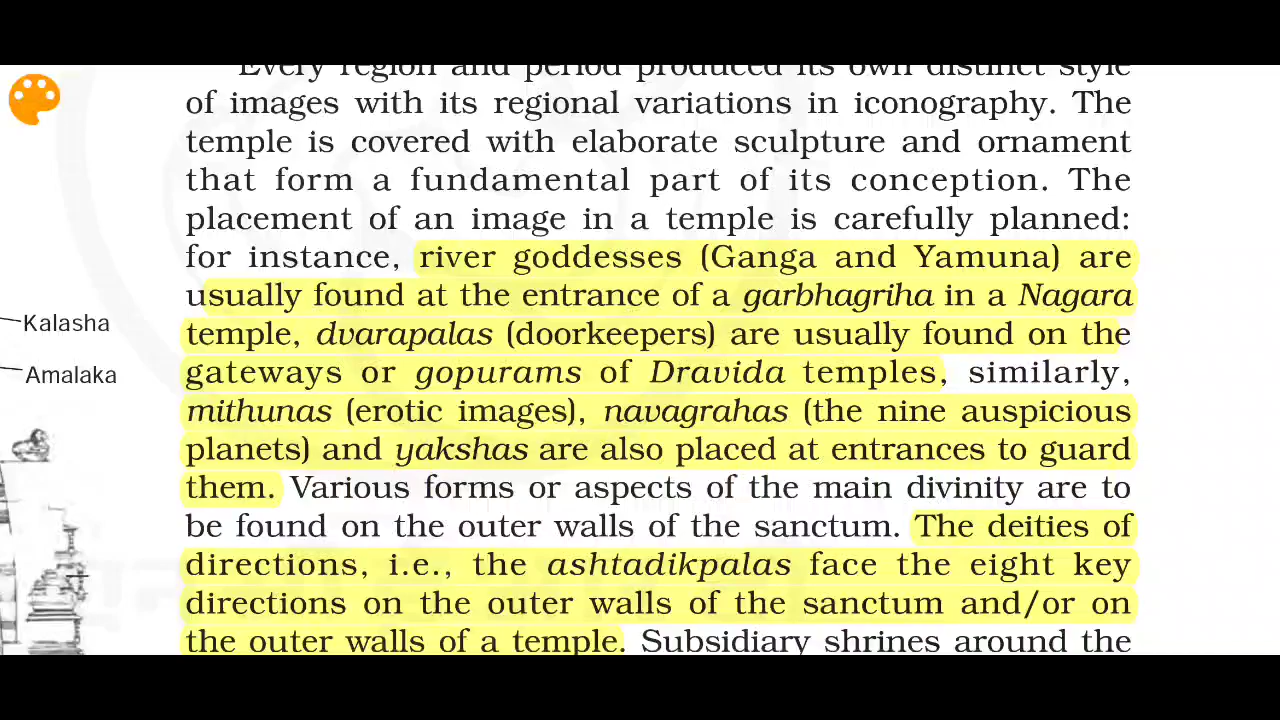 Every region and period produced its own distinct style
of images with its regional variations in iconography. The
temple is covered with elaborate sculpture and ornament
that form a fundamental part of its conception. The
placement of an image in a temple is carefully planned:
for instance, river goddesses (Ganga and Yamuna) are
usually found at the entrance of a garbhagriha in a Nagara
temple, dvarapalas (doorkeepers) are usually found on the
gateways or gopurams of Dravida temples, similarly,
mithunas (erotic images), navagrahas (the nine auspicious
planets) and yakshas are also placed at entrances to guard
them. Various forms or aspects of the main divinity are to
be found on the outer walls of the sanctum. The deities of
directions, i.e., the ashtadikpalas face the eight key
directions on the outer walls of the sanctum and/or on
the outer walls of a temple. Subsidiary shrines around the
Kalasha
Amalaka